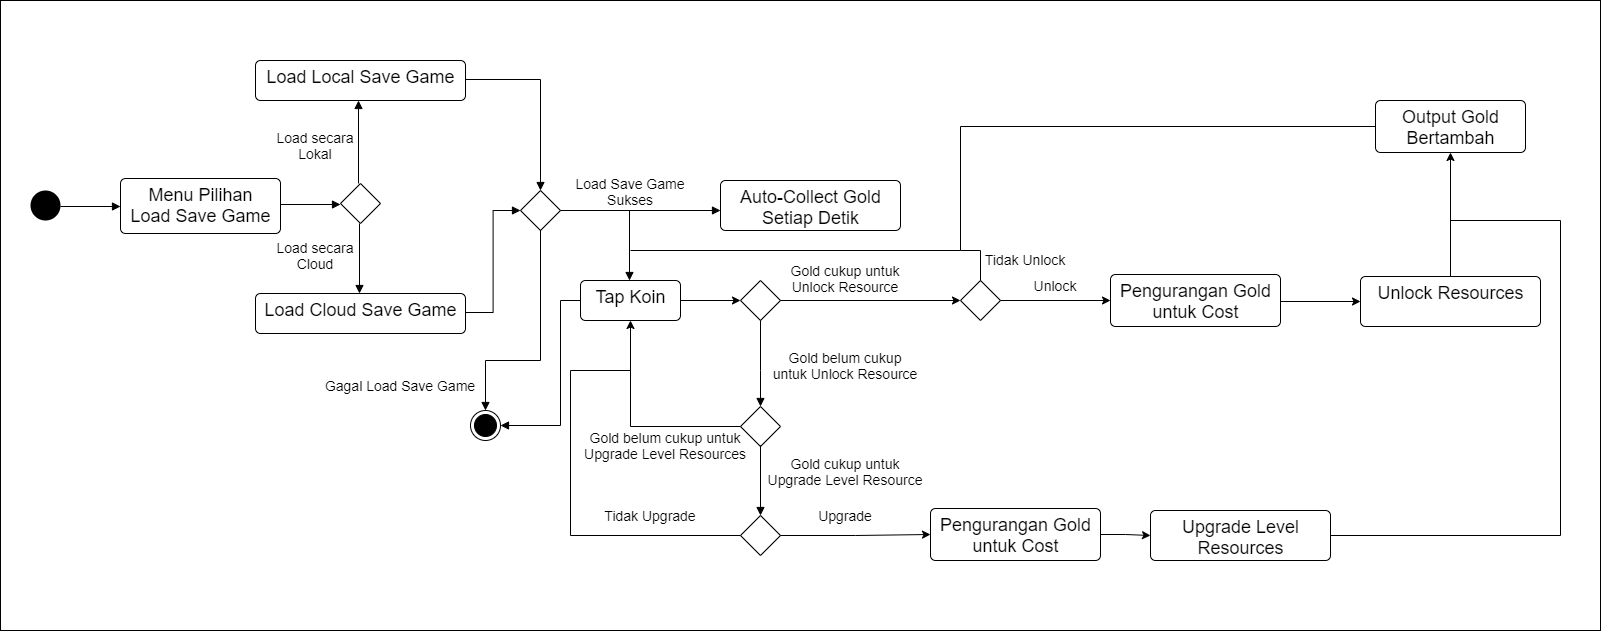 Load Local Save Game
Load secara
Lokal
Menu Pilihan
Load Save Game
Load secara
Cloud
Load Cloud Save Game
Load Save Game
Sukses
Auto-Collect Gold
Setiap Detik
Gagal Load Save Game
Tap Koin
Gold cukup untuk
Unlock Resource
Tidak Unlock
Unlock
Pengurangan Gold
untuk Cost
Unlock Resources
Output Gold
Bertambah
Gold belum cukup
untuk Unlock Resource
Gold belum cukup untuk
Upgrade Level Resources
Gold cukup untuk
Upgrade Level Resource
Tidak Upgrade
Upgrade
Pengurangan Gold
untuk Cost
Upgrade Level
Resources